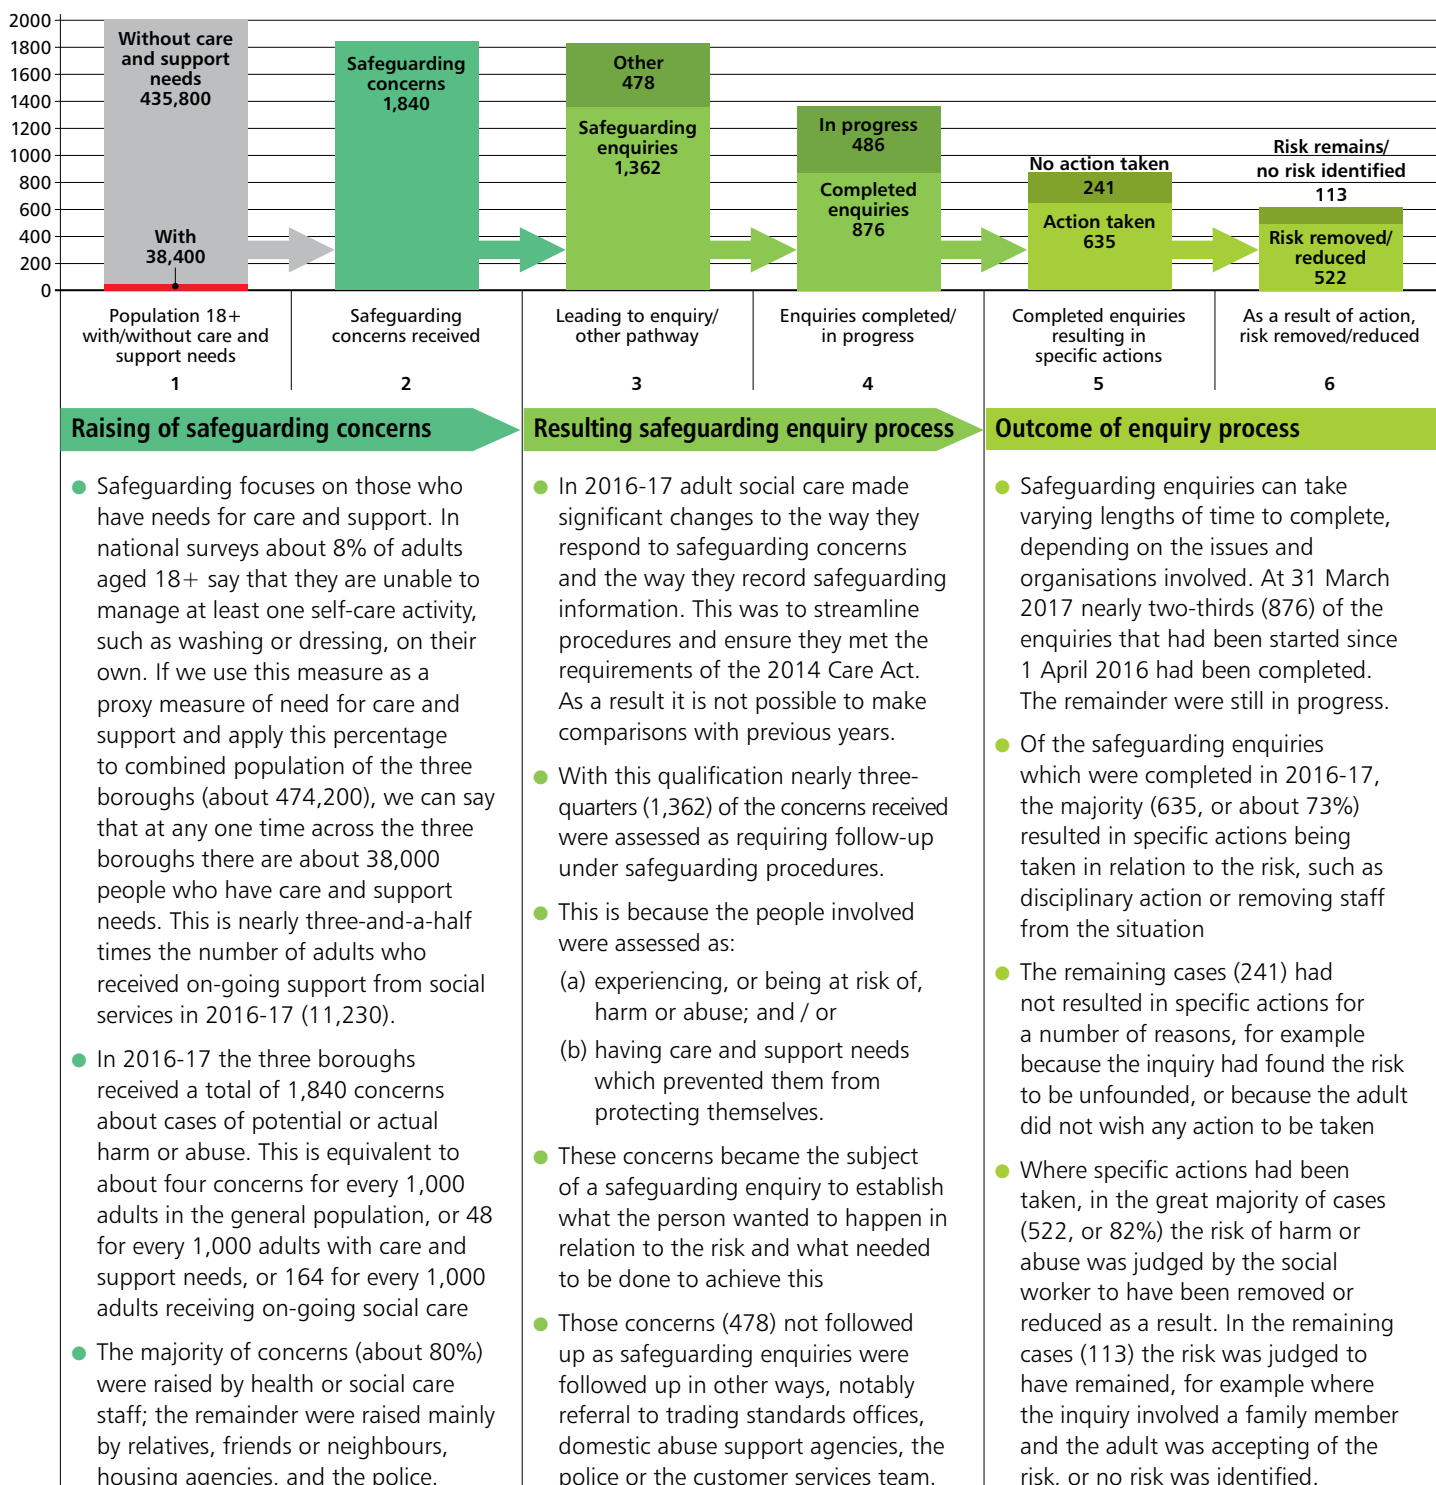 2000
1800
1600
1400
1200
1000
800
600
400
200
0
Without care
and support
needs
435,800
With
38,400
Safeguarding
concerns
1,840
Other
478
Safeguarding
enquiries
1,362
In progress
486
Completed
enquiries
876
No action taken
241
Action taken
635
Risk remains/
no risk identified
113
Risk removed/
reduced
522
Population 18+
with/without care and
support needs
1
Safeguarding
concerns received
2
Leading to enquiry/
other pathway
3
Enquiries completed/
in progress
4
Completed enquiries
resulting in
specific actions
5
As a result of action,
risk removed/reduced
6
Raising of safeguarding concerns
● Safeguarding focuses on those who
have needs for care and support. In
national surveys about 8% of adults
aged 18+ say that they are unable to
manage at least one self-care activity,
such as washing or dressing, on their
own. If we use this measure as a
proxy measure of need for care and
support and apply this percentage
to combined population of the three
boroughs (about 474,200), we can say
that at any one time across the three
boroughs there are about 38,000
people who have care and support
needs. This is nearly three-and-a-half
times the number of adults who
received on-going support from social
services in 2016-17 (11,230).
● In 2016-17 the three boroughs
received a total of 1,840 concerns
about cases of potential or actual
harm or abuse. This is equivalent to
about four concerns for every 1,000
adults in the general population, or 48
for every 1,000 adults with care and
support needs, or 164 for every 1,000
adults receiving on-going social care
● The majority of concerns (about 80%)
were raised by health or social care
staff; the remainder were raised mainly
by relatives, friends or neighbours,
housing agencies, and the police.
Resulting safeguarding enquiry process
● In 2016-17 adult social care made
significant changes to the way they
respond to safeguarding concerns
and the way they record safeguarding
information. This was to streamline
procedures and ensure they met the
requirements of the 2014 Care Act.
As a result it is not possible to make
comparisons with previous years.
● With this qualification nearly three-
quarters (1,362) of the concerns received
were assessed as requiring follow-up
under safeguarding procedures.
● This is because the people involved
were assessed as:
(a) experiencing, or being at risk of,
harm or abuse; and / or
(b) having care and support needs
which prevented them from
protecting themselves.
● These concerns became the subject
of a safeguarding enquiry to establish
what the person wanted to happen in
relation to the risk and what needed
to be done to achieve this
● Those concerns (478) not followed
up as safeguarding enquiries were
followed up in other ways, notably
referral to trading standards offices,
domestic abuse support agencies, the
police or the customer services team.
Outcome of enquiry process
● Safeguarding enquiries can take
varying lengths of time to complete,
depending on the issues and
organisations involved. At 31 March
2017 nearly two-thirds (876) of the
enquiries that had been started since
1 April 2016 had been completed.
The remainder were still in progress.
● Of the safeguarding enquiries
which were completed in 2016-17,
the majority (635, or about 73%)
resulted in specific actions being
taken in relation to the risk, such as
disciplinary action or removing staff
from the situation
● The remaining cases (241) had
not resulted in specific actions for
a number of reasons, for example
because the inquiry had found the risk
to be unfounded, or because the adult
did not wish any action to be taken
● Where specific actions had been
taken, in the great majority of cases
(522, or 82%) the risk of harm or
abuse was judged by the social
worker to have been removed or
reduced as a result. In the remaining
cases (113) the risk was judged to
have remained, for example where
the inquiry involved a family member
and the adult was accepting of the
risk, or no risk was identified.